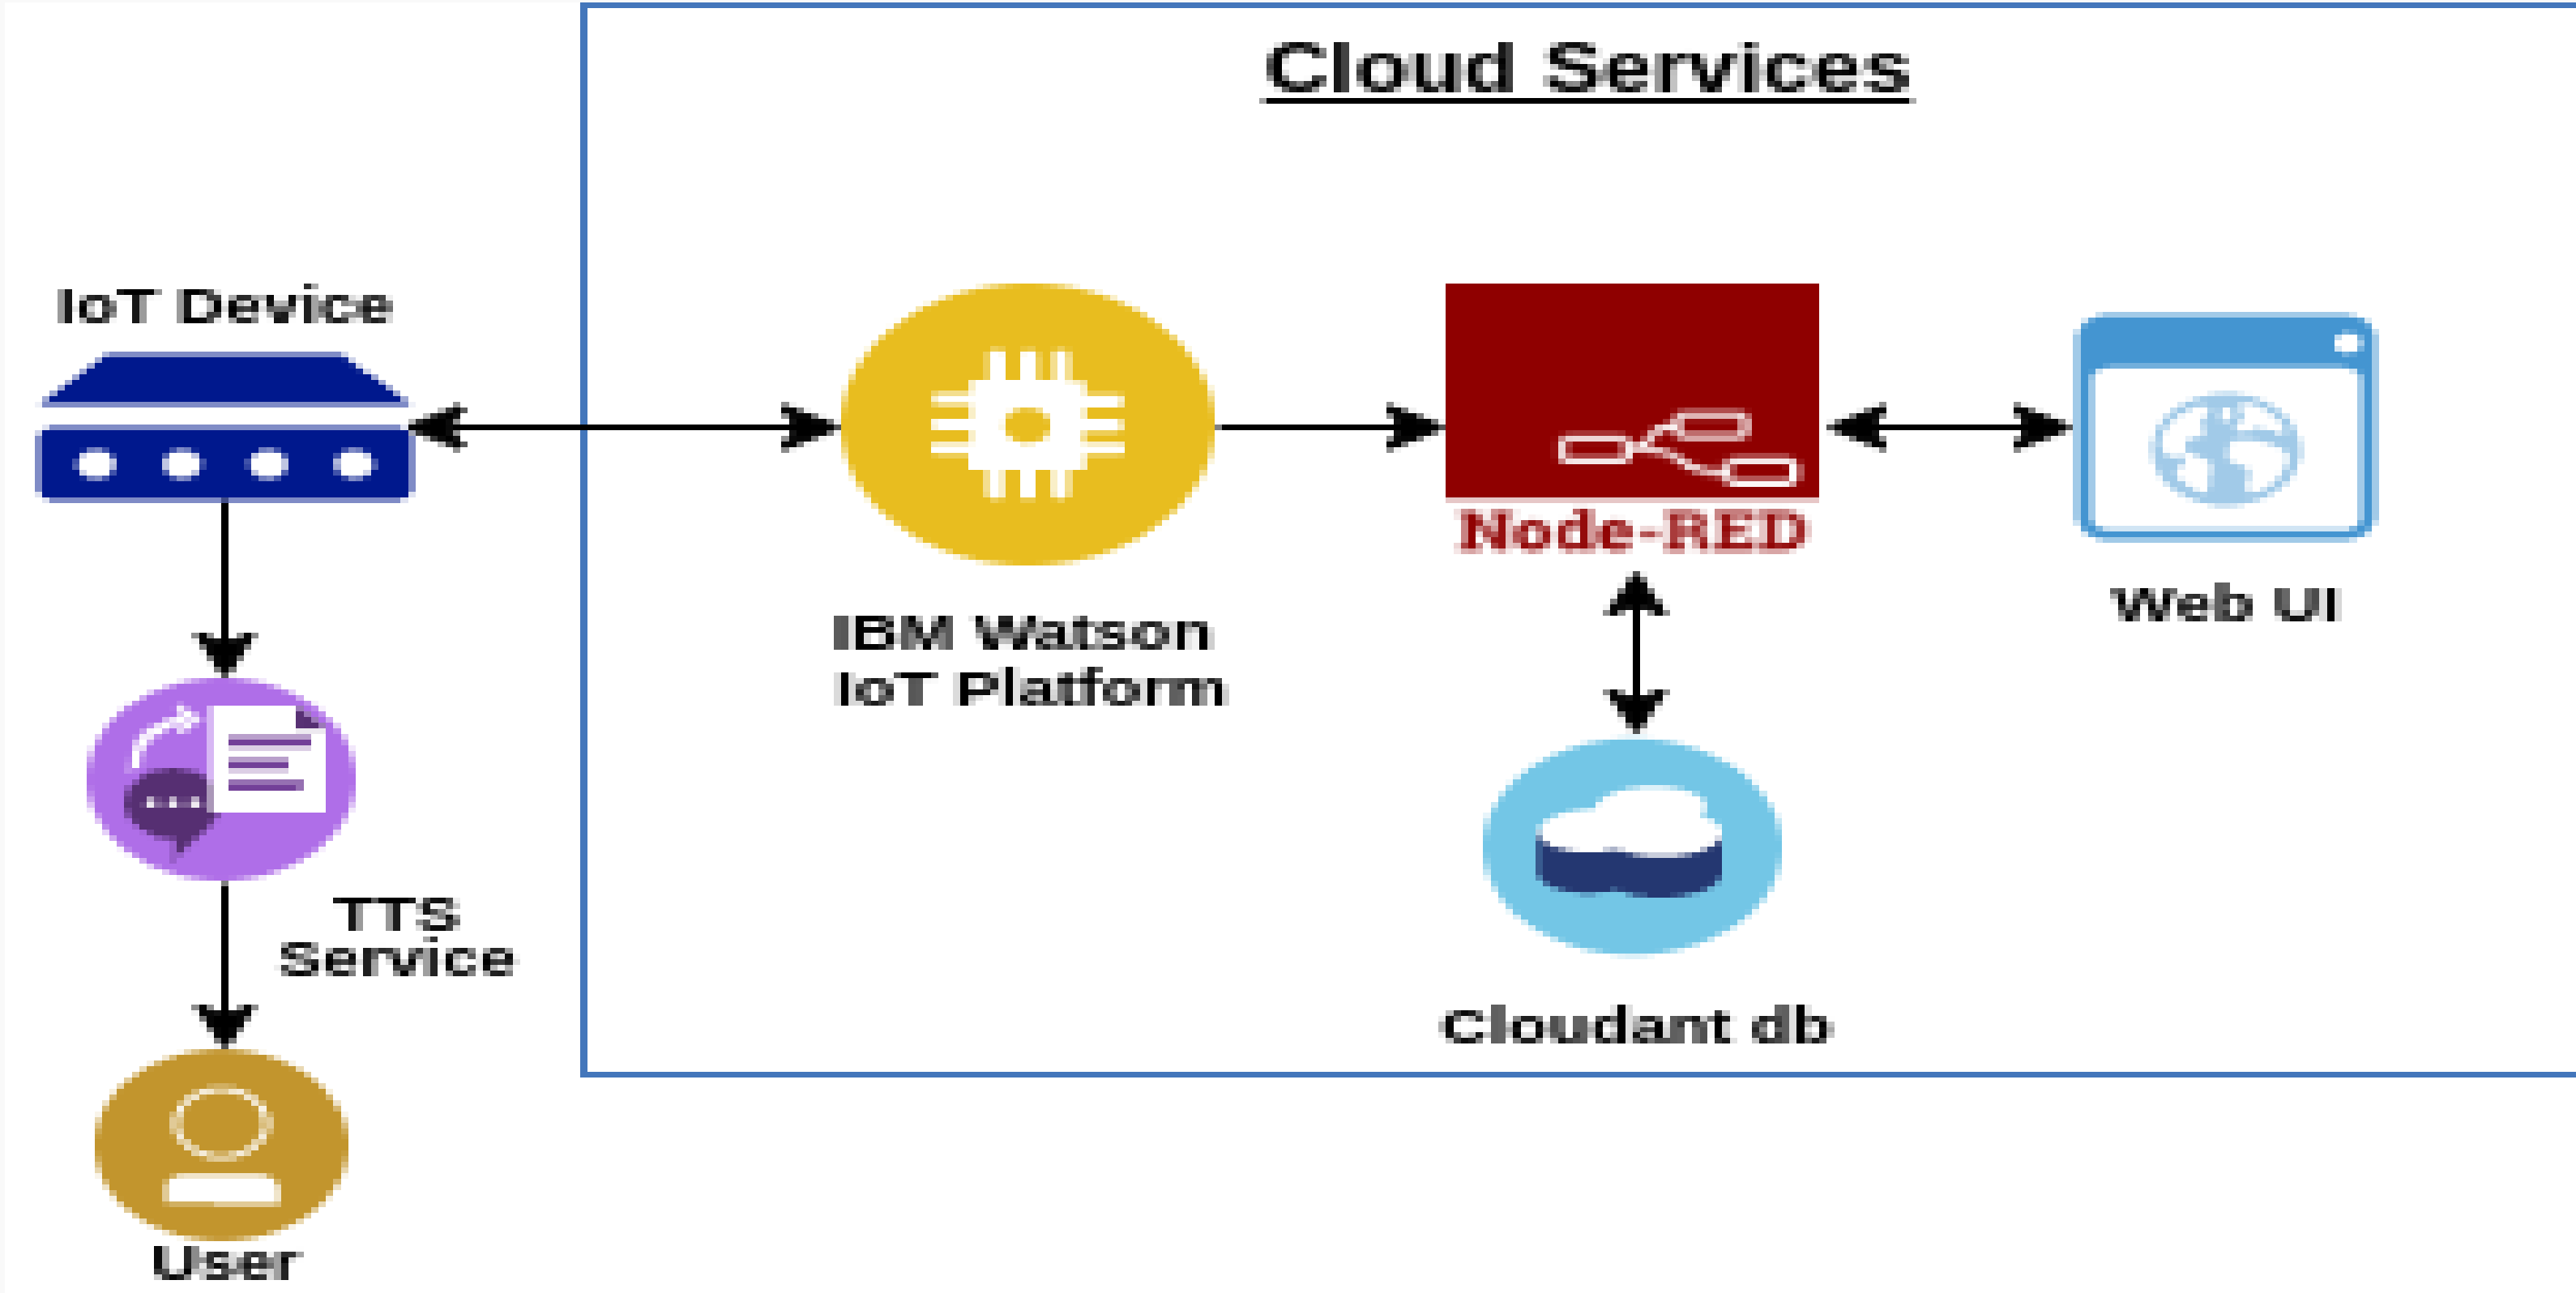 Cloud Services
IoT Device
Node-RED
Web UI
IBM Watson
IoT Platform
TTS
Service
Cloudant db
User